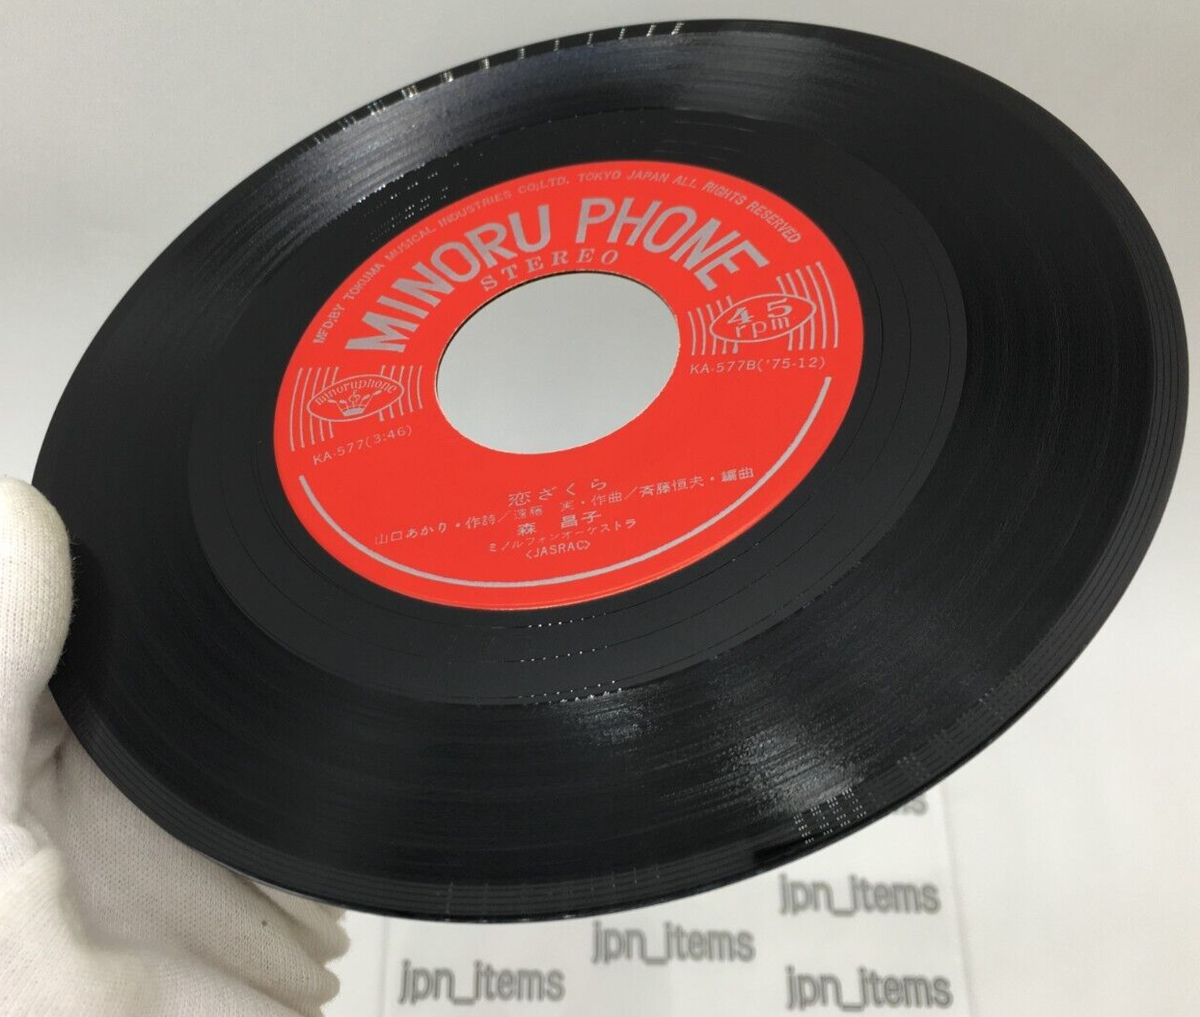 MFD;BY TOKUMA MUSICAL INDUSTRIES CO;LTD. TOKYO JAPAN ALL RIGHTS RESERVED
MINORU PHONE
STEREO
45
rpm
KA-577B('75-12)
minoruphone
KA-577(3:46)
恋ざくら
山口あかり・作詩/遠藤 実・作曲/斉藤恒夫・編曲
森 昌子
ミノルフォンオーケストラ
<JASRAC>
jpn_items
jpn_items
jpn_items
jpn_items